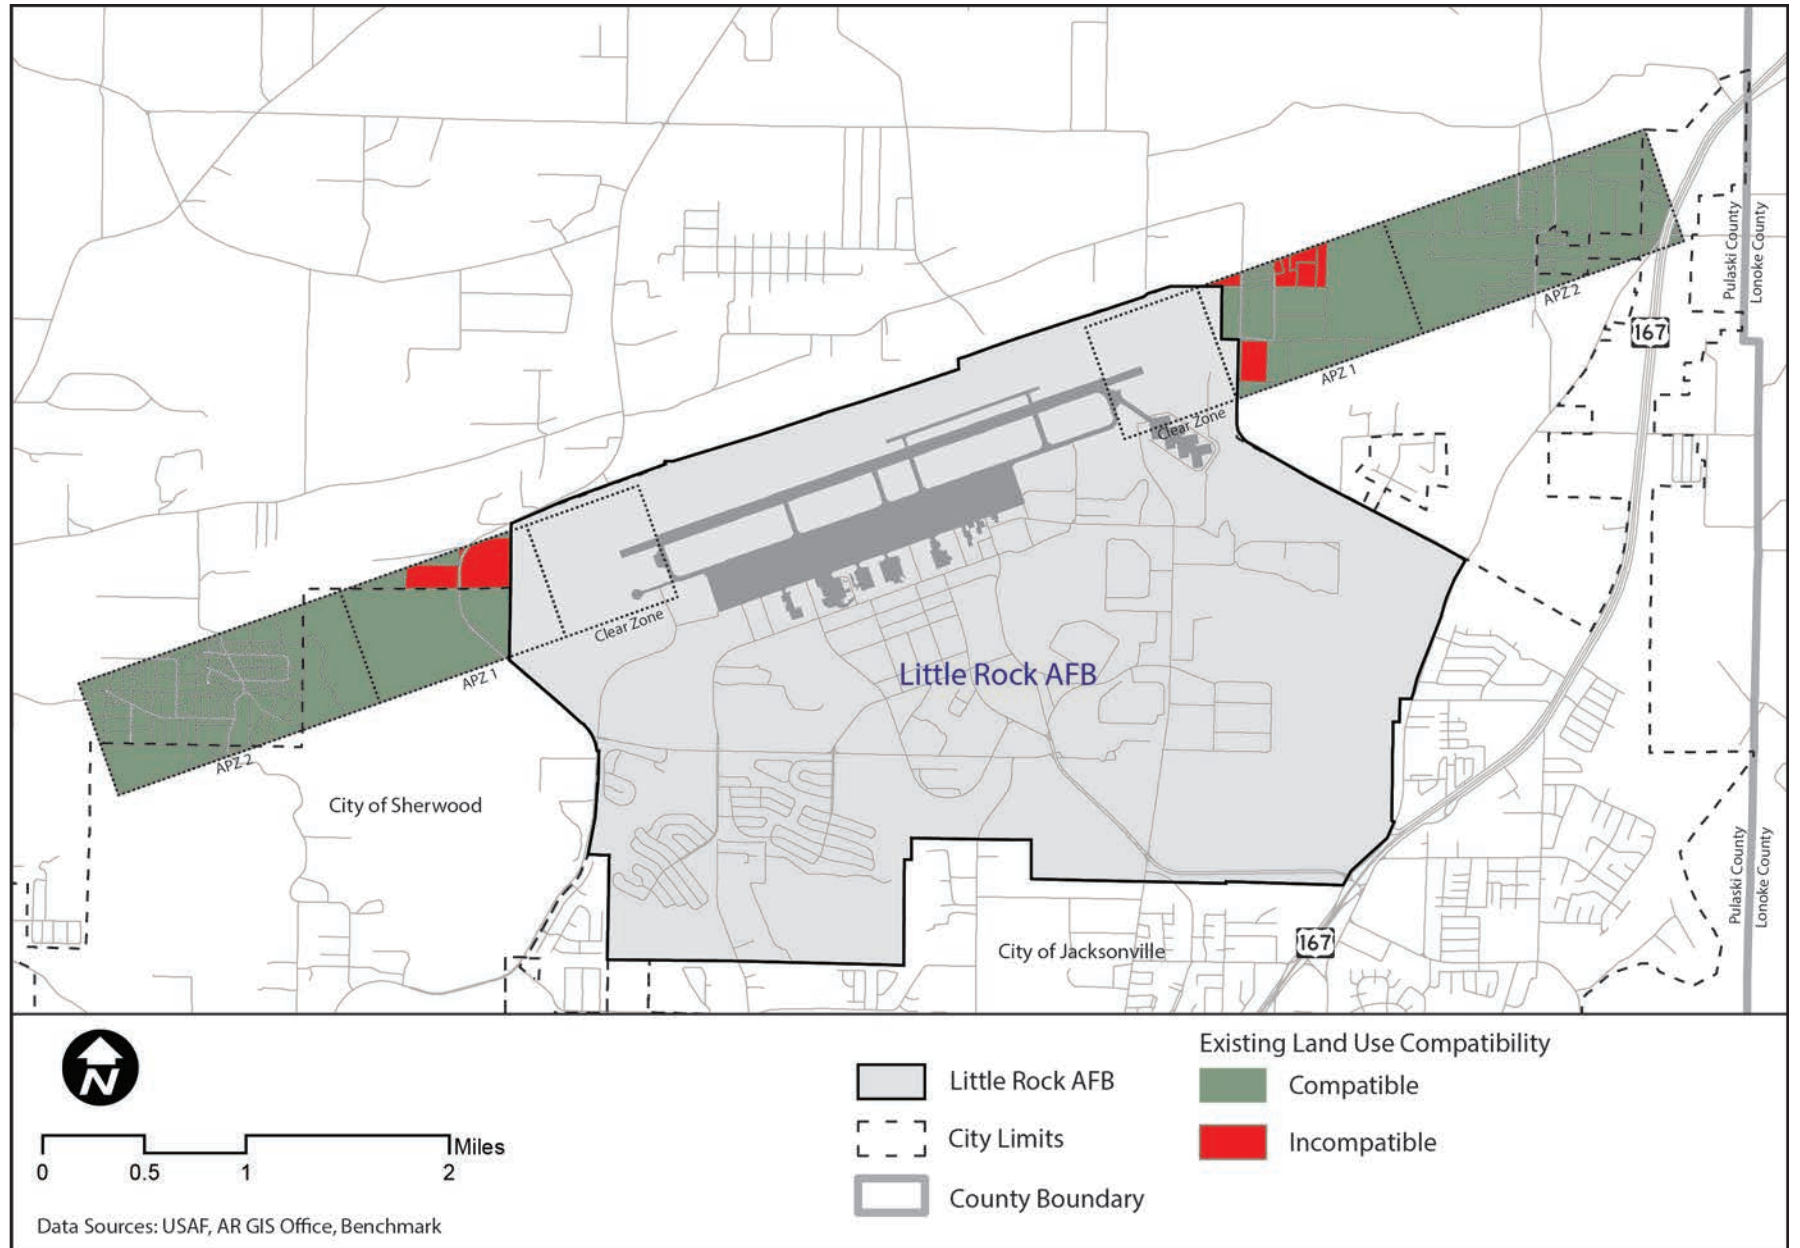 Pulaski County
Lonoke County
APZ 2
167
APZ 1
Clear Zone
Clear Zone
Little Rock AFB
APZ 1
APZ 2
City of Sherwood
Pulaski County
Lonoke County
City of Jacksonville
167
N
0 0.5 1 2 Miles
Data Sources: USAF, AR GIS Office, Benchmark
Little Rock AFB
City Limits
County Boundary
Existing Land Use Compatibility
Compatible
Incompatible